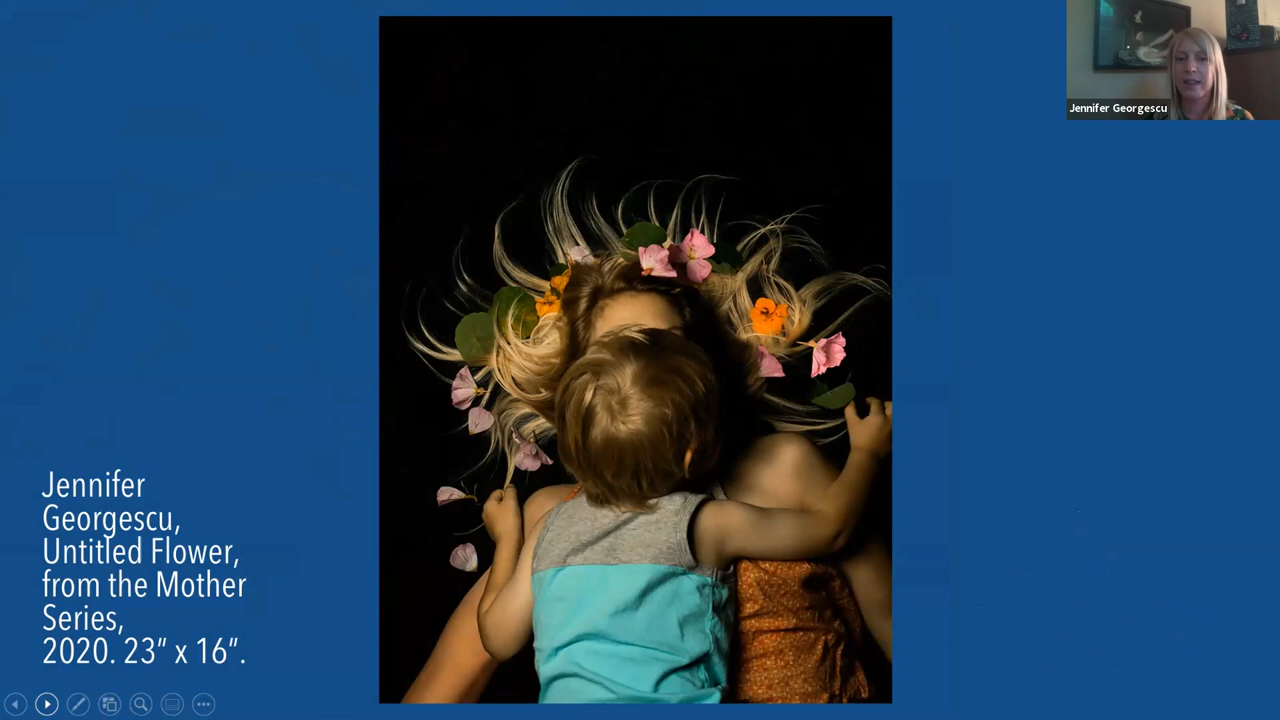 Jennifer Georgescu
Jennifer
Georgescu,
Untitled Flower,
from the Mother
Series,
2020. 23” x 16”.